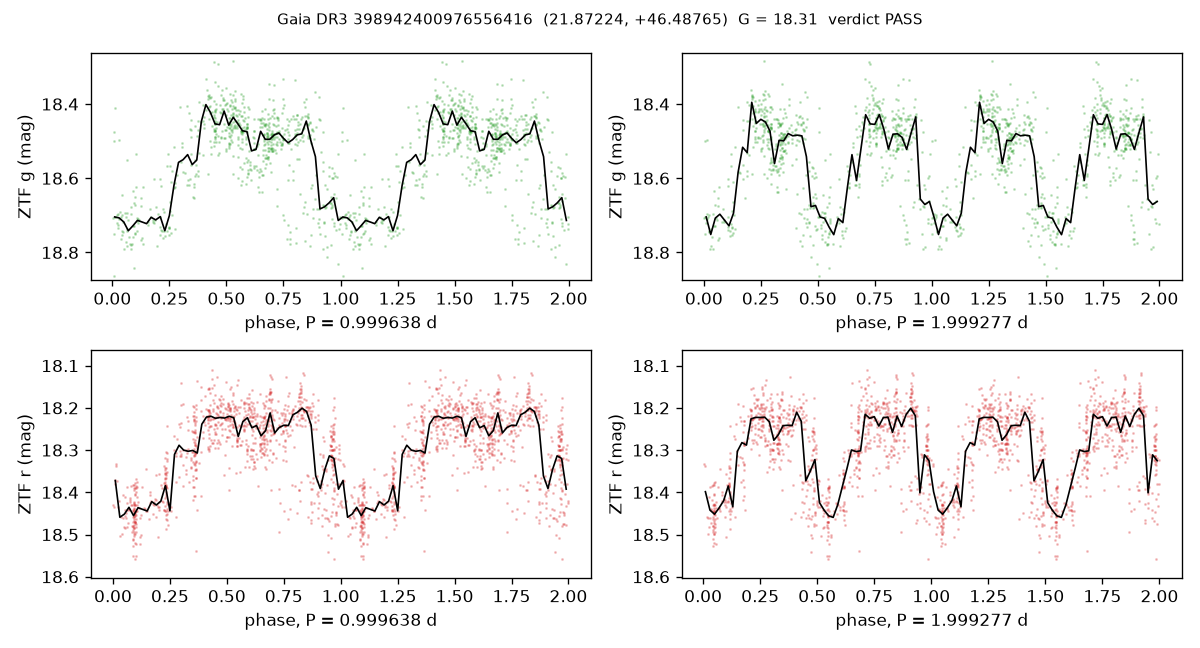 Gaia DR3 398942400976556416  (21.87224, +46.48765)  G = 18.31  verdict PASS
ZTF g (mag)
18.4
18.6
18.8
0.00 0.25 0.50 0.75 1.00 1.25 1.50 1.75 2.00
phase, P = 0.999638 d
ZTF g (mag)
18.4
18.6
18.8
0.00 0.25 0.50 0.75 1.00 1.25 1.50 1.75 2.00
phase, P = 1.999277 d
ZTF r (mag)
18.1
18.2
18.3
18.4
18.5
18.6
0.00 0.25 0.50 0.75 1.00 1.25 1.50 1.75 2.00
phase, P = 0.999638 d
ZTF r (mag)
18.1
18.2
18.3
18.4
18.5
18.6
0.00 0.25 0.50 0.75 1.00 1.25 1.50 1.75 2.00
phase, P = 1.999277 d